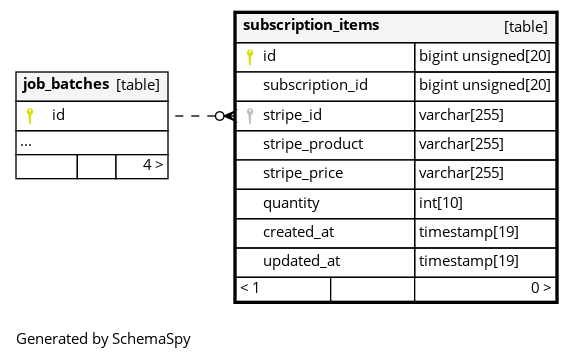 job_batches [table]
id
...
4 >
subscription_items [table]
id bigint unsigned[20]
subscription_id bigint unsigned[20]
stripe_id varchar[255]
stripe_product varchar[255]
stripe_price varchar[255]
quantity int[10]
created_at timestamp[19]
updated_at timestamp[19]
< 1 0 >
Generated by SchemaSpy